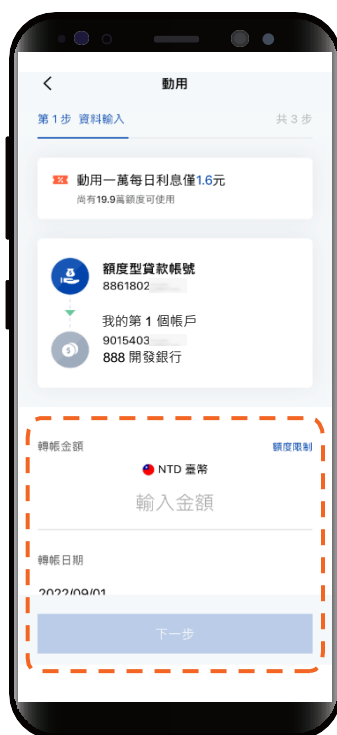 動用
第1步 資料輸入
共3步
動用一萬每日利息僅1.6元
尚有19.9萬額度可使用
額度型貸款帳號
8861802
我的第 1 個帳戶
9015403
888 開發銀行
轉帳金額
額度限制
NTD 臺幣
輸入金額
轉帳日期
2022/09/01
下一步